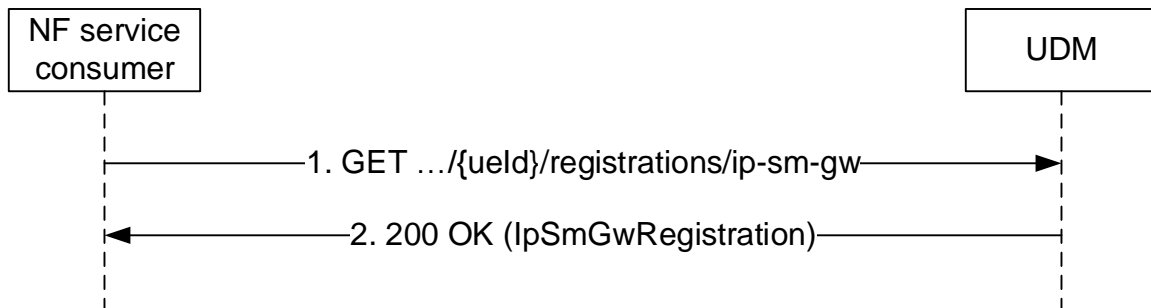 NF service
consumer
UDM
1. GET …/{ueId}/registrations/ip-sm-gw
2. 200 OK (IpSmGwRegistration)